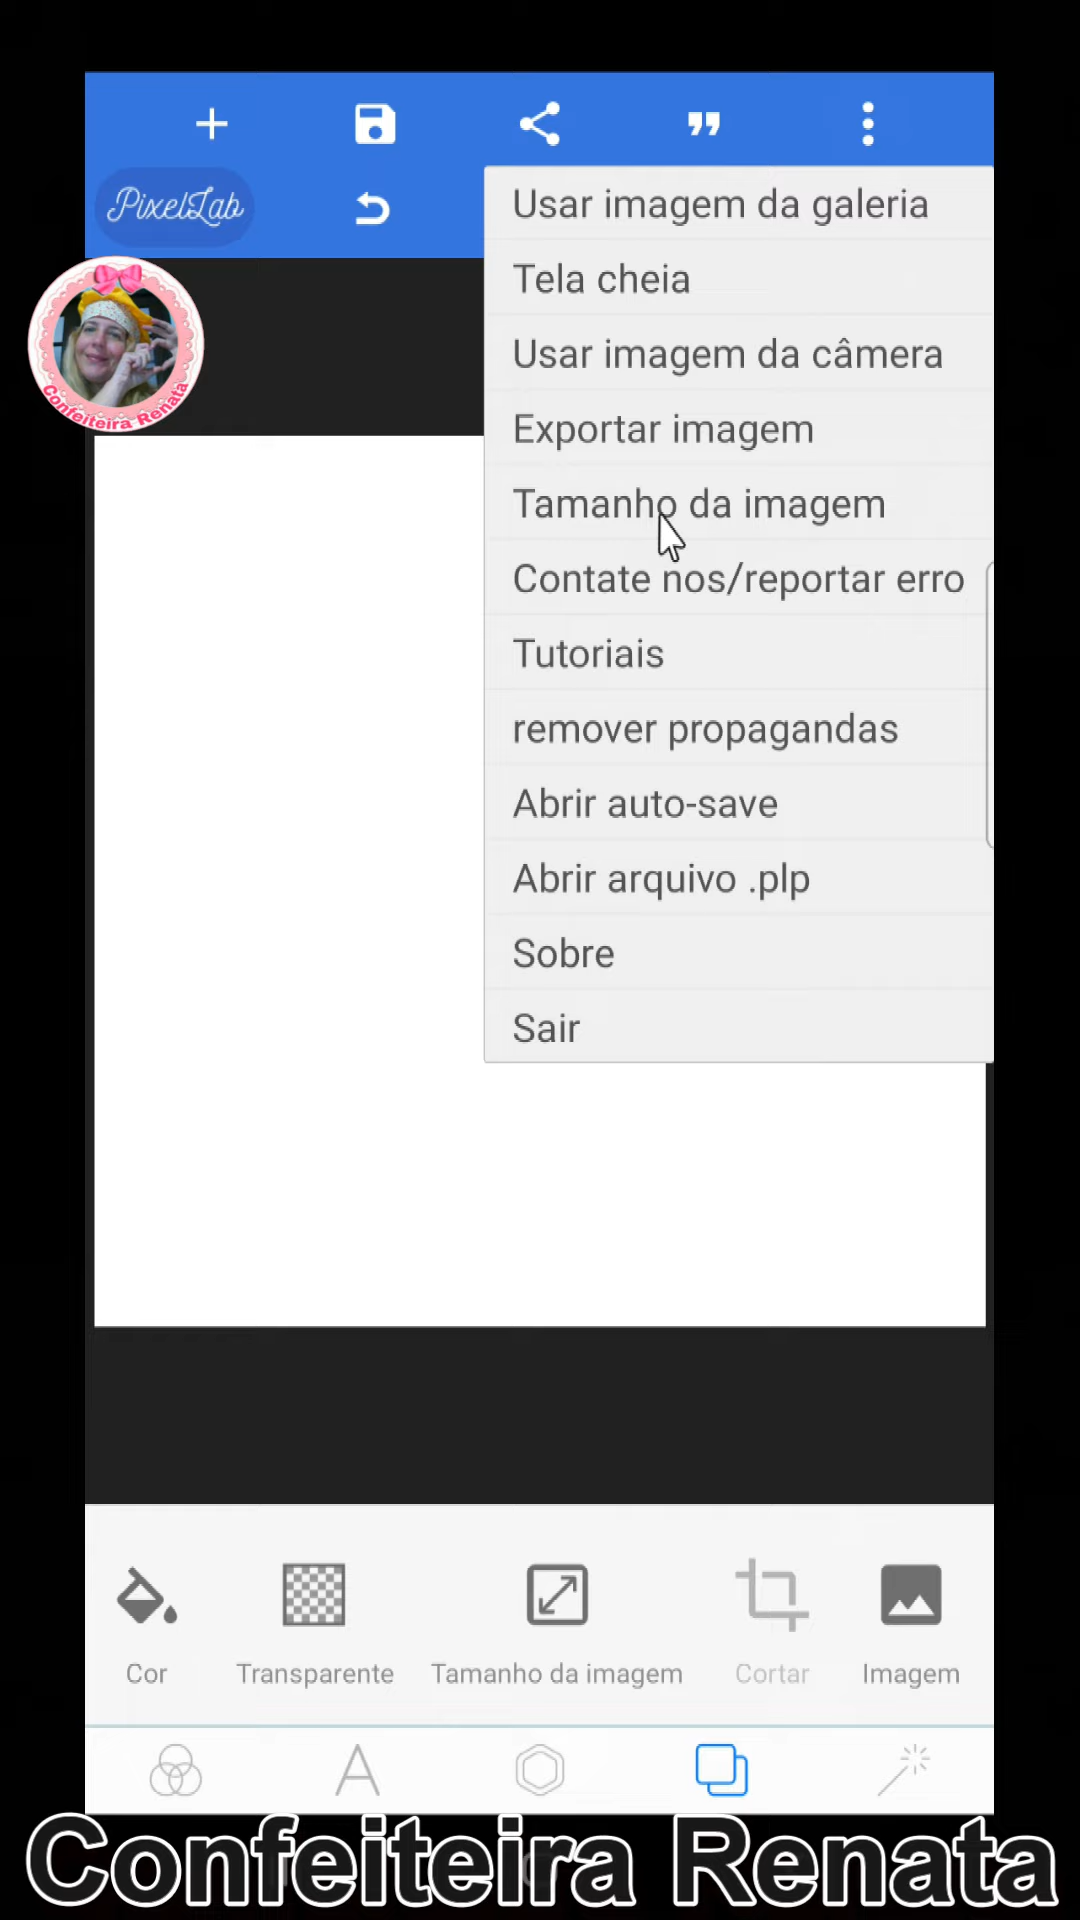 PixelLab
Usar imagem da galeria
Tela cheia
Usar imagem da câmera
Exportar imagem
Tamanho da imagem
Contate nos/reportar erro
Tutoriais
remover propagandas
Abrir auto-save
Abrir arquivo .plp
Sobre
Sair
Confeiteira Renata
Cor
Transparente
Tamanho da imagem
Cortar
Imagem
Confeiteira Renata